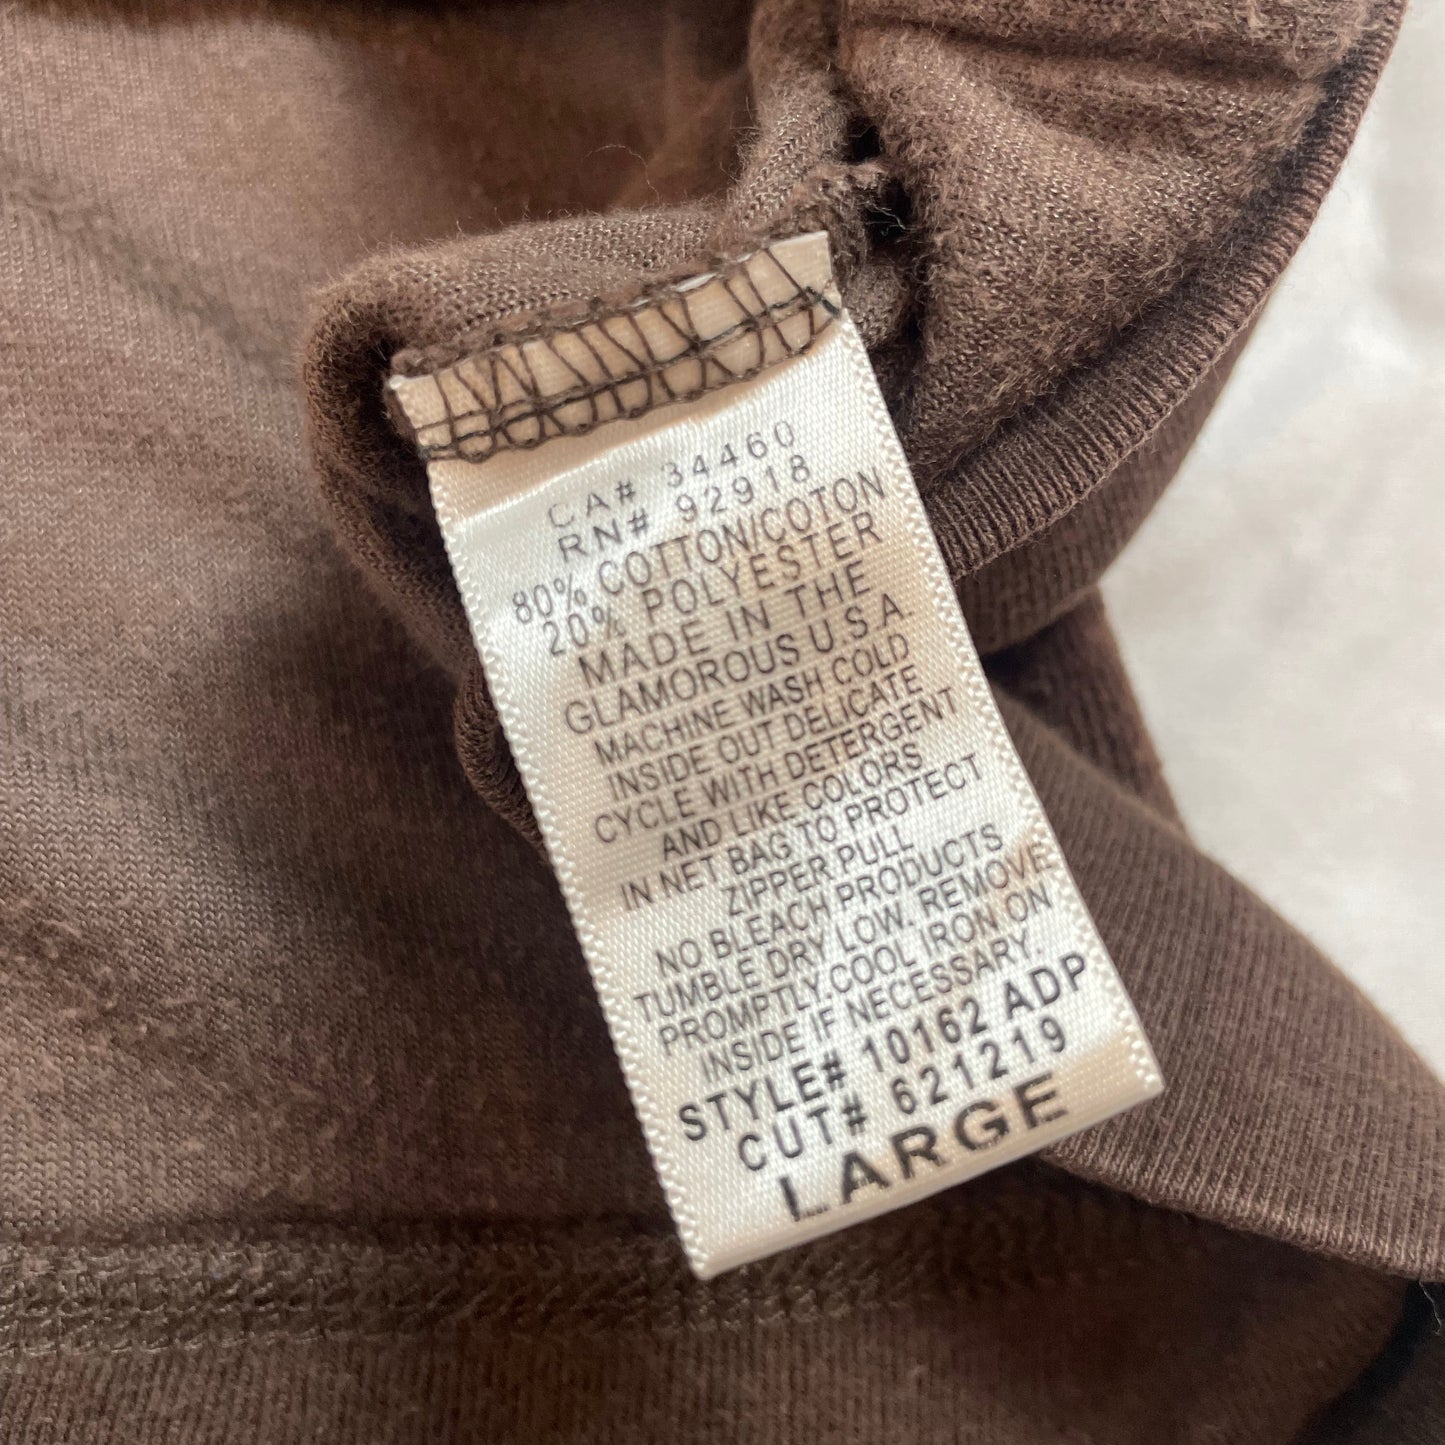 CA# 34460
RN# 92918
80% COTTON/COTON
20% POLYESTER
MADE IN THE
GLAMOROUS U.S.A.
MACHINE WASH COLD
INSIDE OUT DELICATE
CYCLE WITH DETERGENT
AND LIKE COLORS
IN NET BAG TO PROTECT
ZIPPER PULL
NO BLEACH PRODUCTS
TUMBLE DRY LOW. REMOVE
PROMPTLY.COOL IRON ON
INSIDE IF NECESSARY.
STYLE# 10162 ADP
CUT# 621219
LARGE